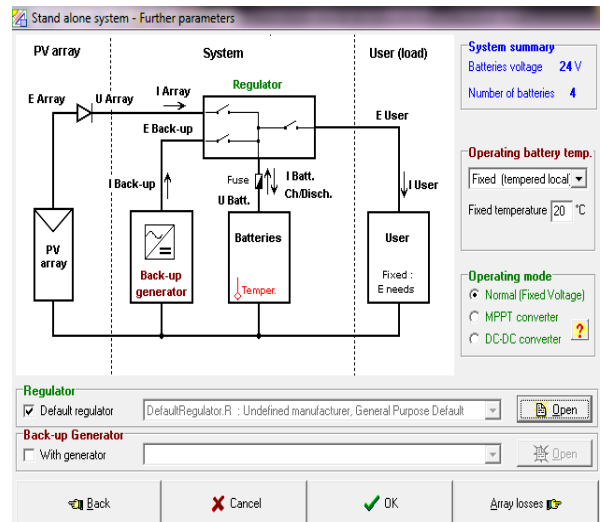 Stand alone system - Further parameters
PV array
System
User (load)
Regulator
E Array
U Array
I Array
E Back-up
E User
I Back-up
Fuse
I Batt.
Ch/Disch.
U Batt.
I User
PV
array
Back-up
generator
Batteries
Temper.
User
Fixed :
E needs
System summary
Batteries voltage 24 V
Number of batteries 4
Operating battery temp.
Fixed (tempered local)
Fixed temperature 20 °C
Operating mode
Normal (Fixed Voltage)
MPPT converter
DC-DC converter
?
Regulator
Default regulator DefaultRegulator.R : Undefined manufacturer, General Purpose Default Open
Back-up Generator
With generator Open
Back Cancel OK Array losses